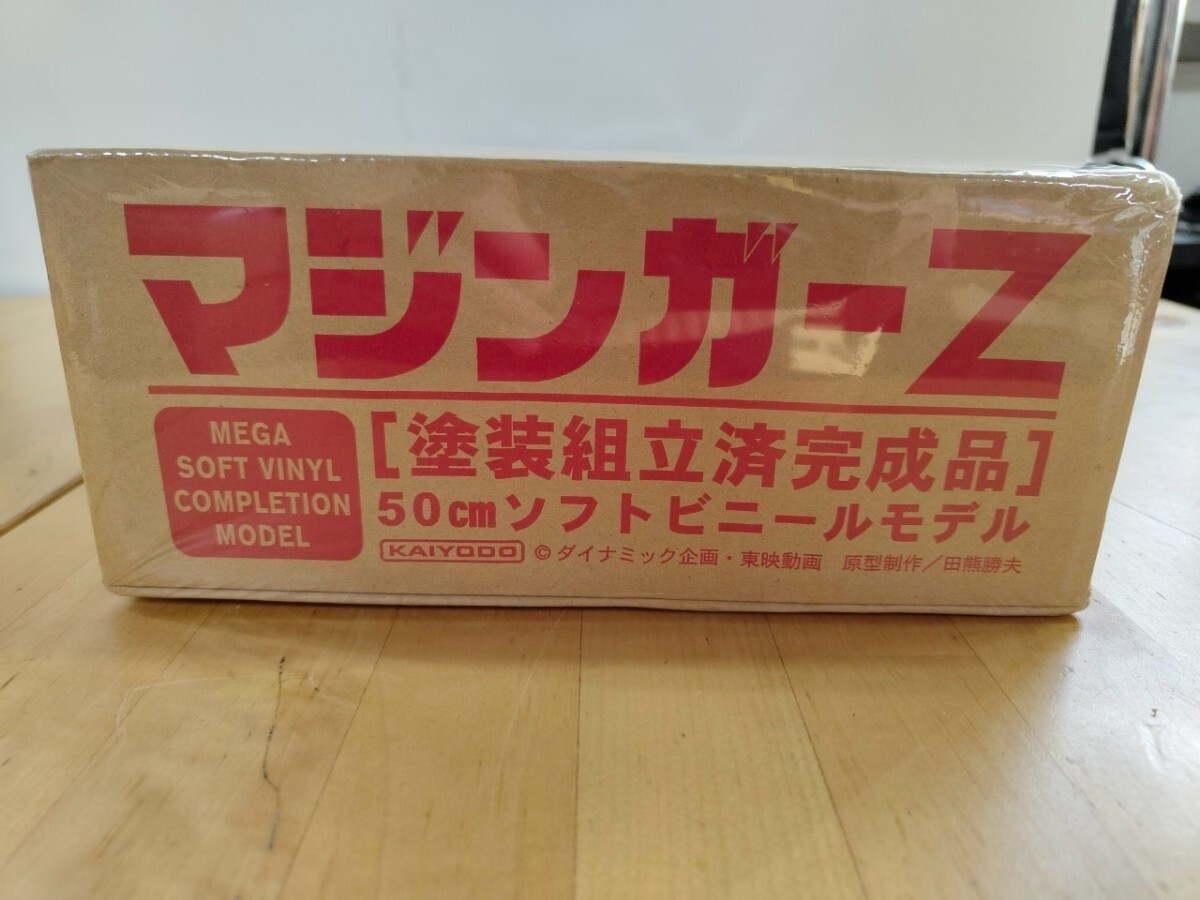 マジンガーZ
MEGA
SOFT VINYL
COMPLETION
MODEL
[塗装組立済完成品]
50cmソフトビニールモデル
KAIYODO ©ダイナミック企画・東映動画 原型制作／田熊勝夫